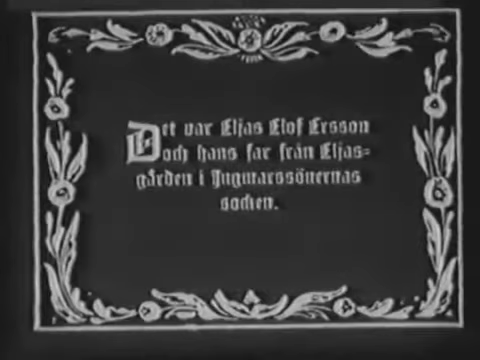 Det var Eljas Elof Ersson
och hans far från Eljas=
gården i Ingmarssönernas
socken.